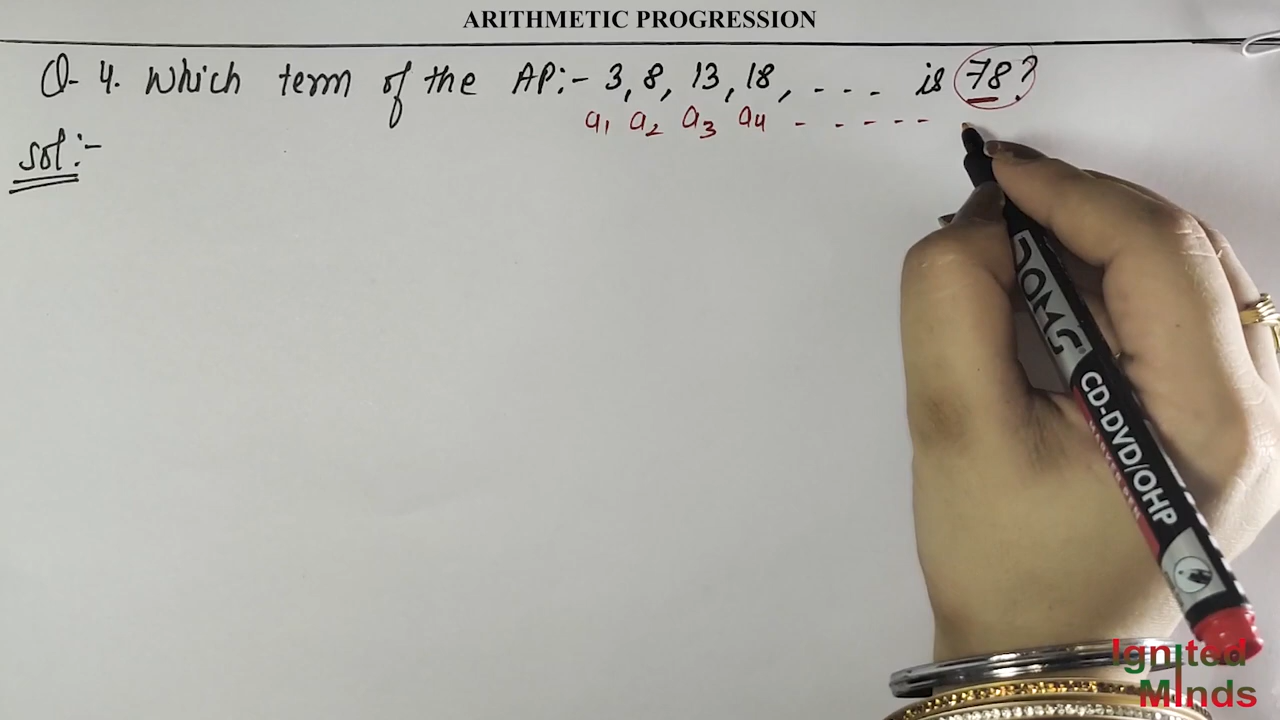 ARITHMETIC PROGRESSION
Q-4. Which term of the AP:- 3, 8, 13, 18, - - - is 78?
a1 a2 a3 a4 - - - - -
Sol:-
DOMS CD-DVD/OHP
Ignited
Minds